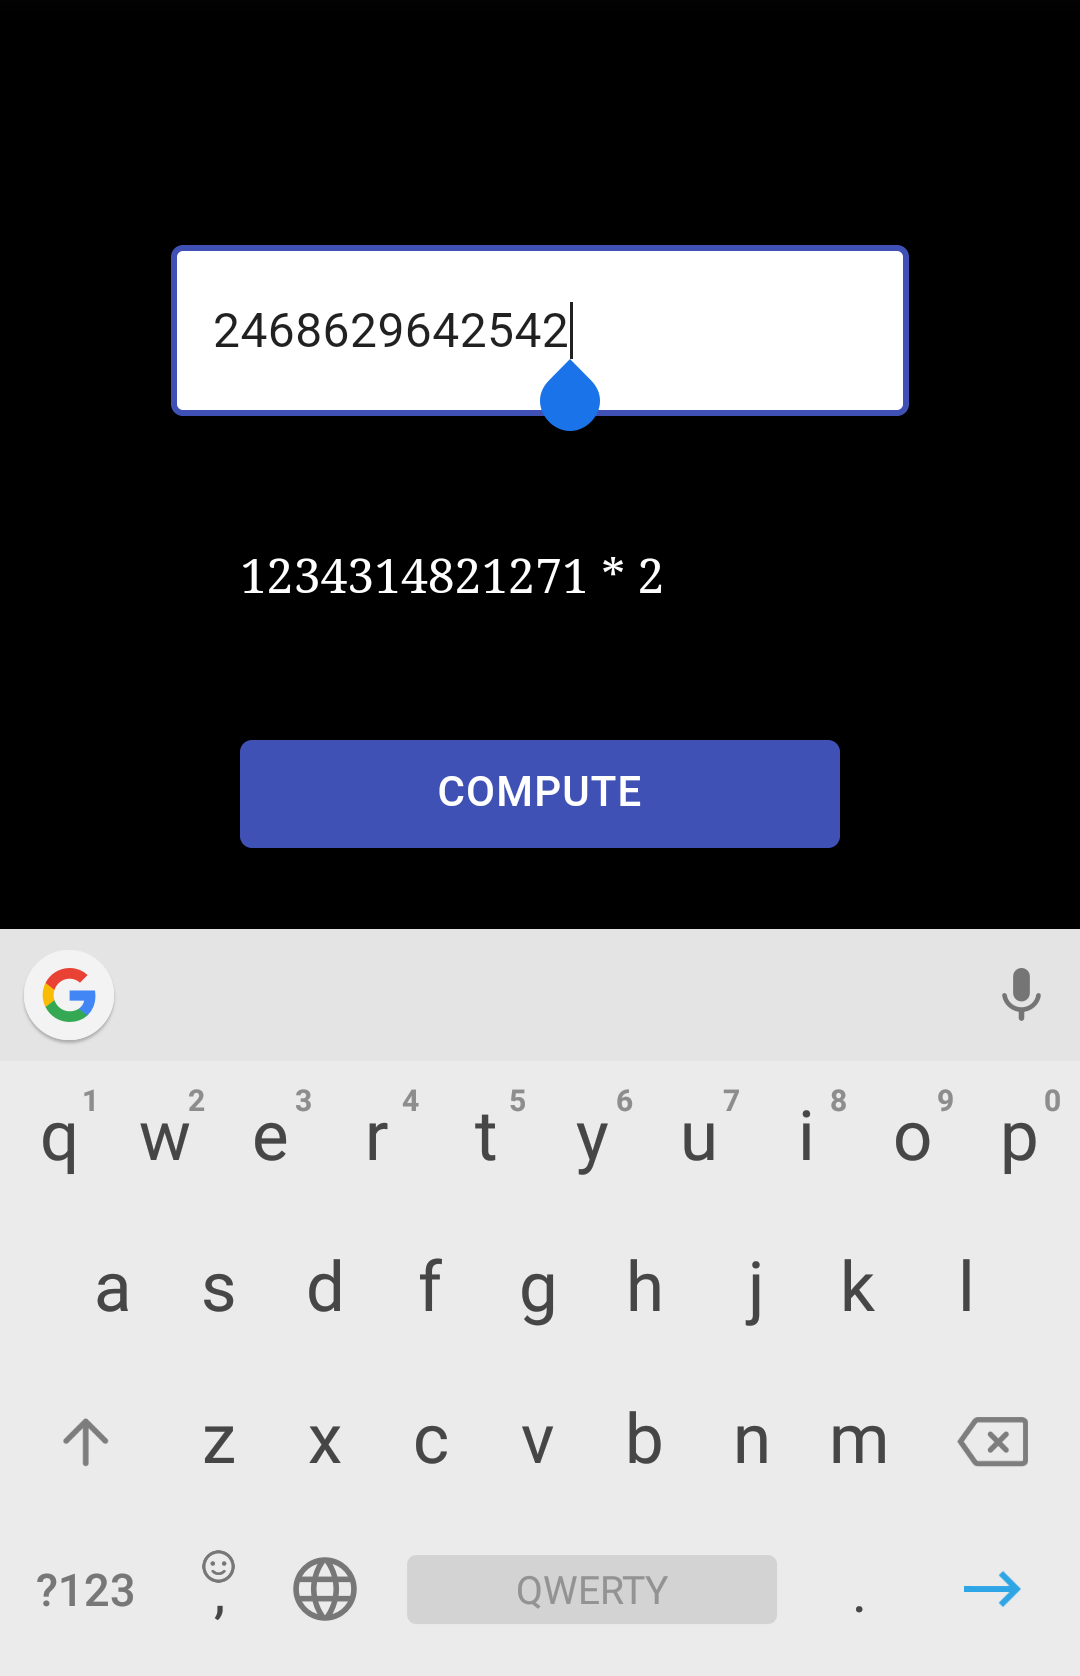 2468629642542
1234314821271 * 2
COMPUTE
1 2 3 4 5 6 7 8 9 0
q w e r t y u i o p
a s d f g h j k l
z x c v b n m
?123 , QWERTY .